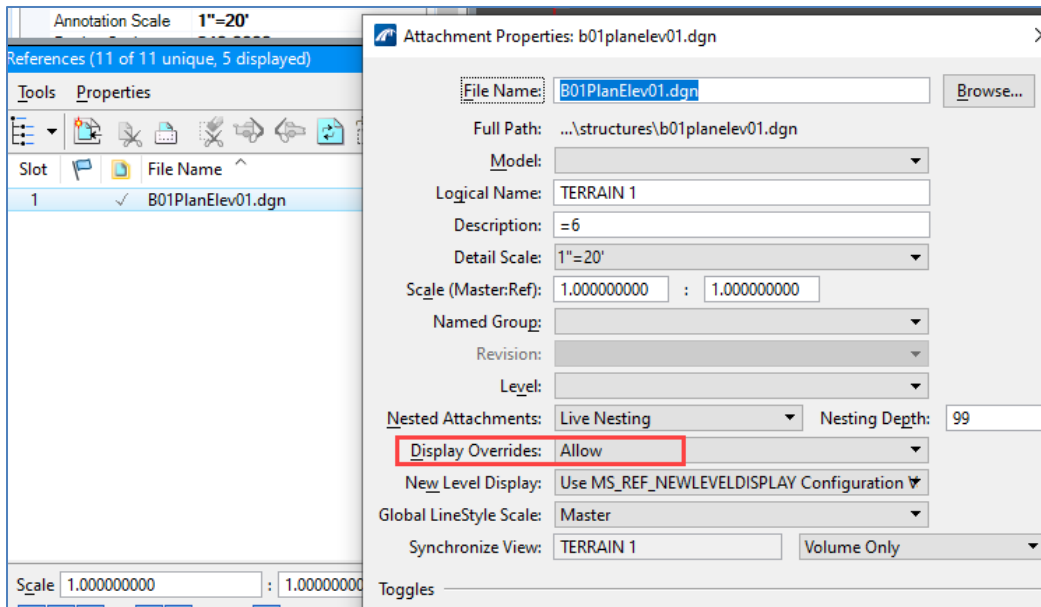 Annotation Scale 1"=20'
References (11 of 11 unique, 5 displayed)
Tools Properties
Slot File Name
1 B01PlanElev01.dgn
Scale 1.000000000 : 1.00000000
Attachment Properties: b01planelev01.dgn
File Name: B01PlanElev01.dgn Browse...
Full Path: ...\structures\b01planelev01.dgn
Model:
Logical Name: TERRAIN 1
Description: =6
Detail Scale: 1"=20'
Scale (Master:Ref): 1.000000000 : 1.000000000
Named Group:
Revision:
Level:
Nested Attachments: Live Nesting Nesting Depth: 99
Display Overrides: Allow
New Level Display: Use MS_REF_NEWLEVELDISPLAY Configuration
Global LineStyle Scale: Master
Synchronize View: TERRAIN 1 Volume Only
Toggles